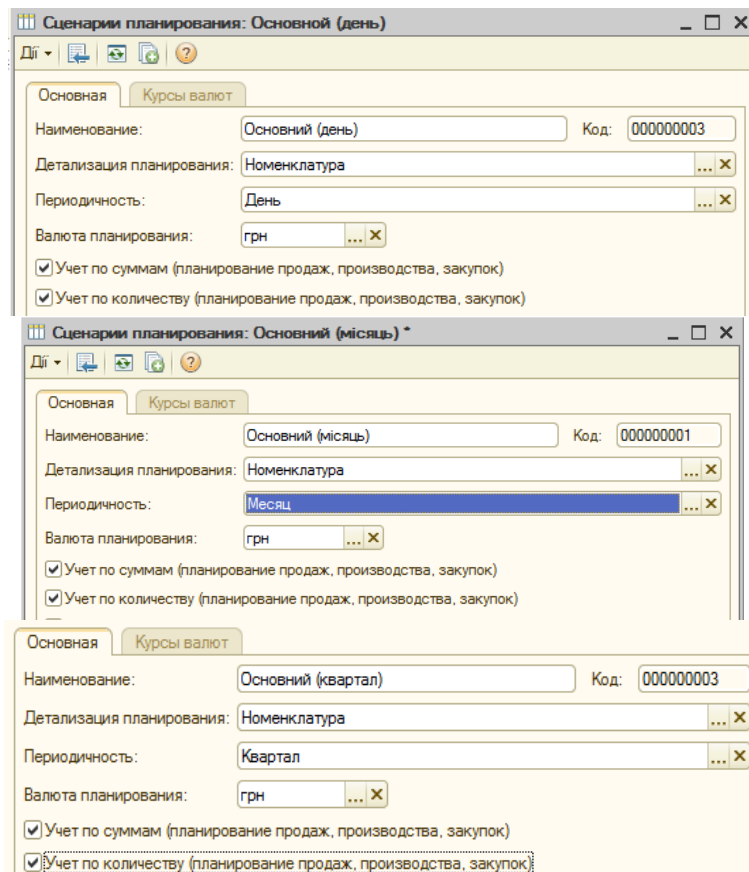 Сценарии планирования: Основной (день)
Дії
Основная Курсы валют
Наименование: Основний (день) Код: 000000003
Детализация планирования: Номенклатура ...
Периодичность: День ...
Валюта планирования: грн ...
Учет по суммам (планирование продаж, производства, закупок)
Учет по количеству (планирование продаж, производства, закупок)
Сценарии планирования: Основний (місяць) *
Дії
Основная Курсы валют
Наименование: Основний (місяць) Код: 000000001
Детализация планирования: Номенклатура ...
Периодичность: Месяц ...
Валюта планирования: грн ...
Учет по суммам (планирование продаж, производства, закупок)
Учет по количеству (планирование продаж, производства, закупок)
Основная Курсы валют
Наименование: Основний (квартал) Код: 000000003
Детализация планирования: Номенклатура ...
Периодичность: Квартал ...
Валюта планирования: грн ...
Учет по суммам (планирование продаж, производства, закупок)
Учет по количеству (планирование продаж, производства, закупок)